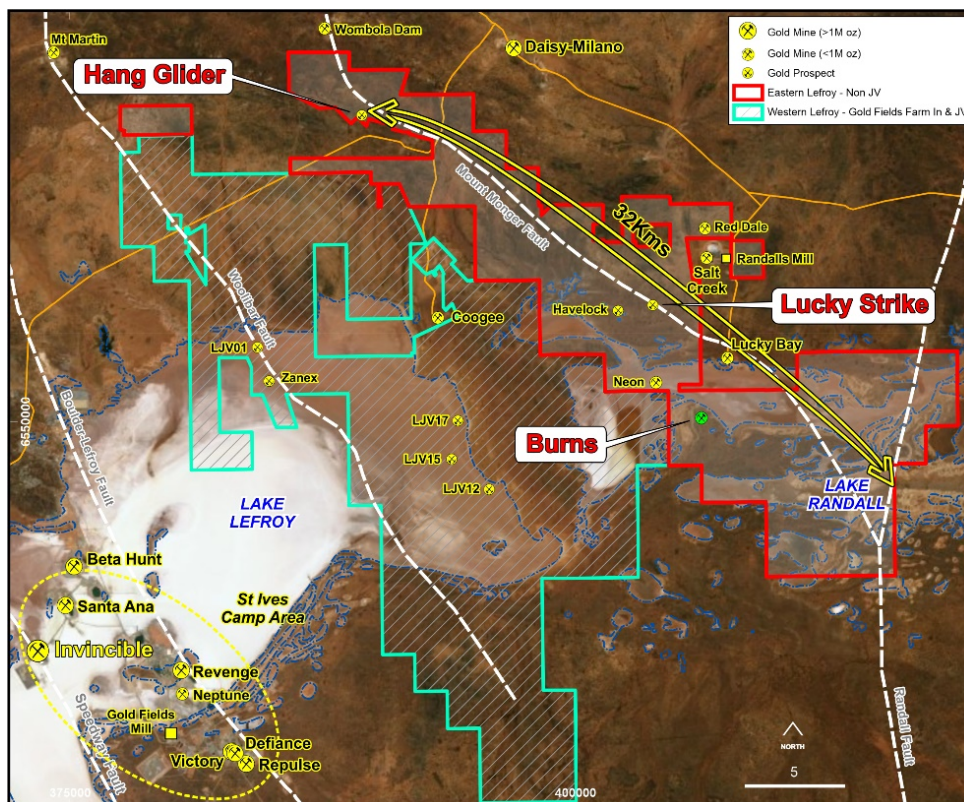 Mt Martin
Wombola Dam
Daisy-Milano
Gold Mine (>1M oz)
Gold Mine (<1M oz)
Gold Prospect
Eastern Lefroy - Non JV
Western Lefroy - Gold Fields Farm In & JV
Hang Glider
Mount Monger Fault
32Kms
Red Dale
Salt
Creek
Randalls Mill
Woolibar Fault
Coogee
Havelock
Lucky Strike
LJV01
Zanex
Lucky Bay
Neon
Boulder-Lefroy Fault
6550000
LJV17
Burns
LJV15
LJV12
LAKE
LEFROY
LAKE
RANDALL
Beta Hunt
Santa Ana
St Ives
Camp Area
Invincible
Revenge
Neptune
Gold Fields
Mill
Speedway Fault
Defiance
Victory
Repulse
Randall Fault
NORTH
5
375000
400000